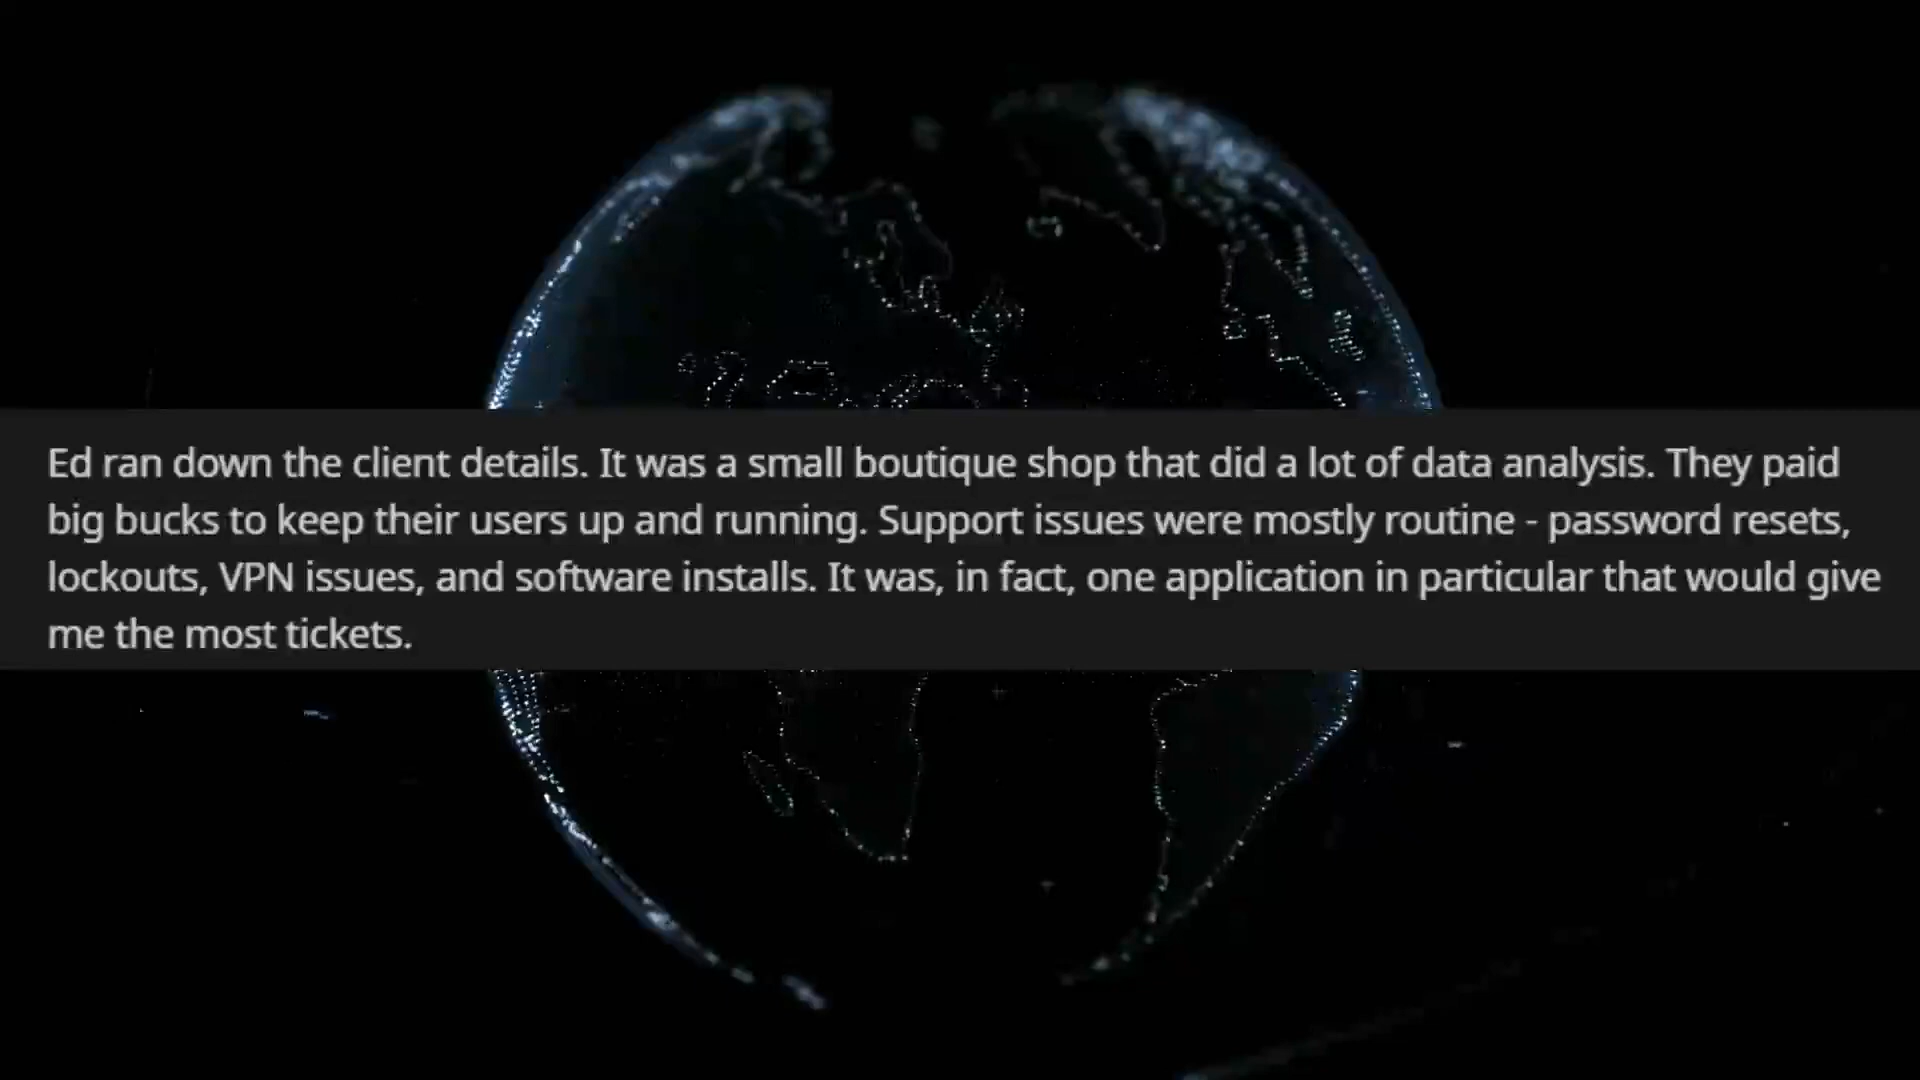 Ed ran down the client details. It was a small boutique shop that did a lot of data analysis. They paid
big bucks to keep their users up and running. Support issues were mostly routine - password resets,
lockouts, VPN issues, and software installs. It was, in fact, one application in particular that would give
me the most tickets.